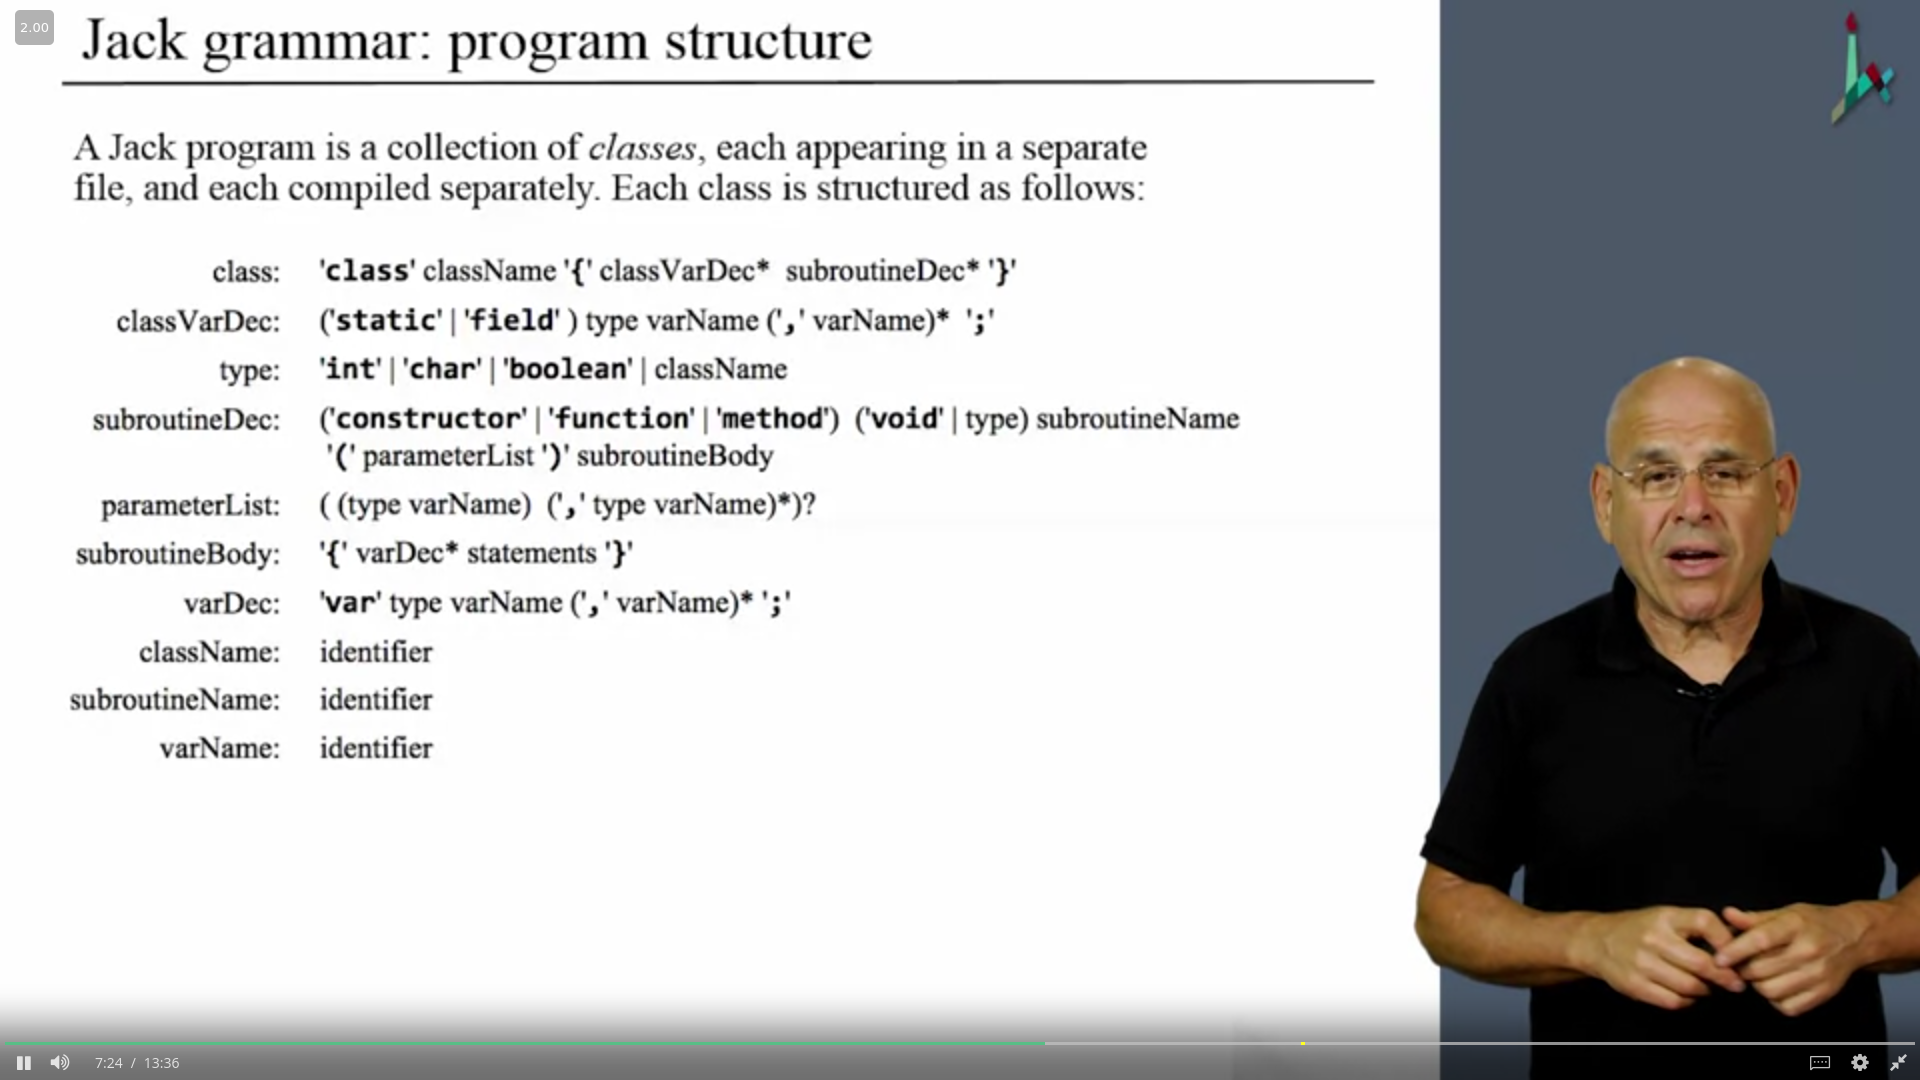 2.00
Jack grammar: program structure
A Jack program is a collection of classes, each appearing in a separate
file, and each compiled separately. Each class is structured as follows:
class: 'class' className '{' classVarDec* subroutineDec* '}'
classVarDec: ('static' | 'field' ) type varName (',' varName)* ';'
type: 'int' | 'char' | 'boolean' | className
subroutineDec: ('constructor' | 'function' | 'method') ('void' | type) subroutineName
'(' parameterList ')' subroutineBody
parameterList: ( (type varName) (',' type varName)*)?
subroutineBody: '{' varDec* statements '}'
varDec: 'var' type varName (',' varName)* ';'
className: identifier
subroutineName: identifier
varName: identifier
7:24 / 13:36